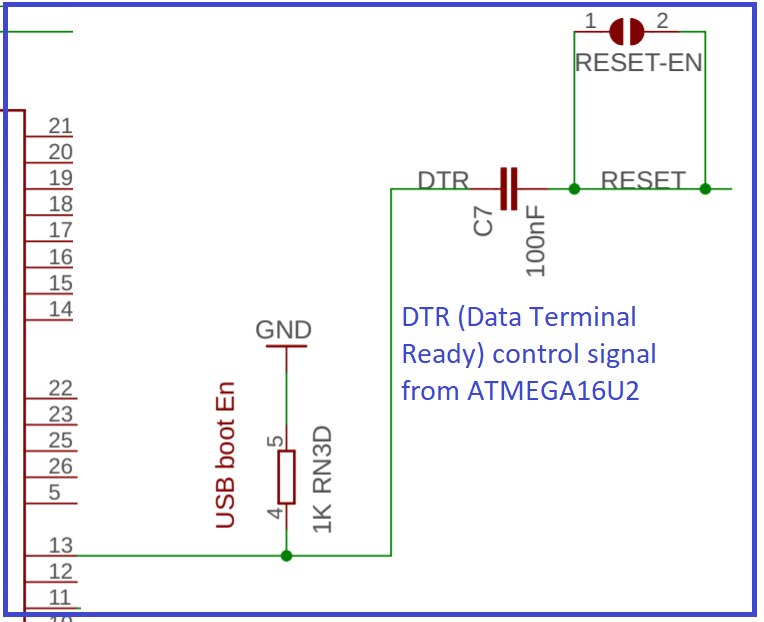 1 2
RESET-EN
21
20
19
18
17
16
15
14
DTR
RESET
C7
100nF
DTR (Data Terminal
Ready) control signal
from ATMEGA16U2
GND
USB boot En
5
4
1K RN3D
22
23
25
26
5
13
12
11